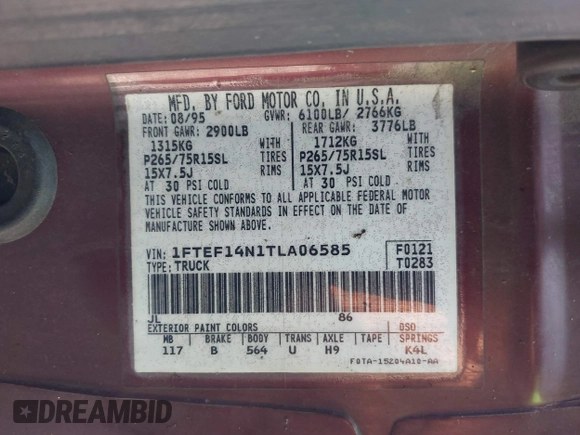 MFD. BY FORD MOTOR CO. IN U.S.A.
DATE: 08/95 GVWR: 6100LB/ 2766KG
FRONT GAWR: 2900LB REAR GAWR: 3776LB
1315KG WITH 1712KG WITH
P265/75R15SL TIRES P265/75R15SL TIRES
15X7.5J RIMS 15X7.5J RIMS
AT 30 PSI COLD AT 30 PSI COLD
THIS VEHICLE CONFORMS TO ALL APPLICABLE FEDERAL MOTOR
VEHICLE SAFETY STANDARDS IN EFFECT ON THE DATE OF
MANUFACTURE SHOWN ABOVE.
VIN: 1FTEF14N1TLA06585 F0121
TYPE: TRUCK T0283
JL 86
EXTERIOR PAINT COLORS DSO
WB BRAKE BODY TRANS AXLE TAPE SPRINGS
117 B 564 U H9 K4L
F0TA-15204A10-AA
DREAMBID